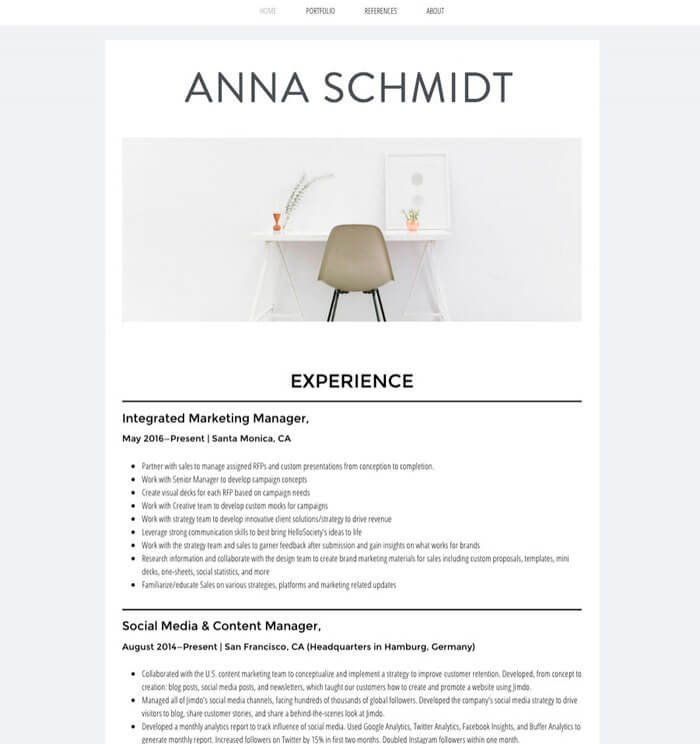 HOME PORTFOLIO REFERENCES ABOUT
ANNA SCHMIDT
EXPERIENCE
Integrated Marketing Manager,
May 2016–Present | Santa Monica, CA
Partner with sales to manage assigned RFPs and custom presentations from conception to completion.
Work with Senior Manager to develop campaign concepts
Create visual decks for each RFP based on campaign needs
Work with Creative team to develop custom mocks for campaigns
Work with strategy team to develop innovative client solutions/strategy to drive revenue
Leverage strong communication skills to best bring HelloSociety's ideas to life
Work with the strategy team and sales to garner feedback after submission and gain insights on what works for brands
Research information and collaborate with the design team to create brand marketing materials for sales including custom proposals, templates, mini
decks, one-sheets, social statistics, and more
Familiarize/educate Sales on various strategies, platforms and marketing related updates
Social Media & Content Manager,
August 2014–Present | San Francisco, CA (Headquarters in Hamburg, Germany)
Collaborated with the U.S. content marketing team to conceptualize and implement a strategy to improve customer retention. Developed, from concept to
creation: blog posts, social media posts, and newsletters, which taught our customers how to create and promote a website using Jimdo.
Managed all of Jimdo's social media channels, facing hundreds of thousands of global followers. Developed the company's social media strategy to drive
visitors to blog, share customer stories, and share a behind-the-scenes look at Jimdo.
Developed a monthly analytics report to track influence of social media. Used Google Analytics, Twitter Analytics, Facebook Insights, and Buffer Analytics to
generate monthly report. Increased followers on Twitter by 15% in first two months. Doubled Instagram followers within one month.